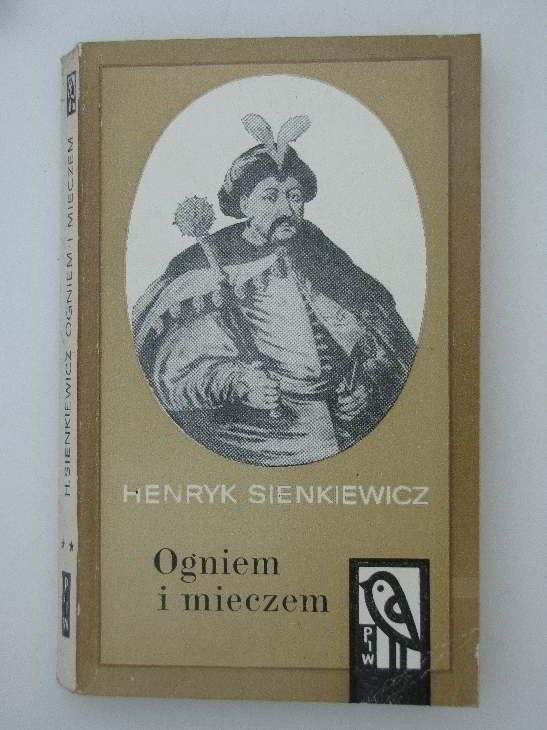 H. SIENKIEWICZ OGNIEM I MIECZEM
**
PIW
HENRYK SIENKIEWICZ
Ogniem
i mieczem
PIW